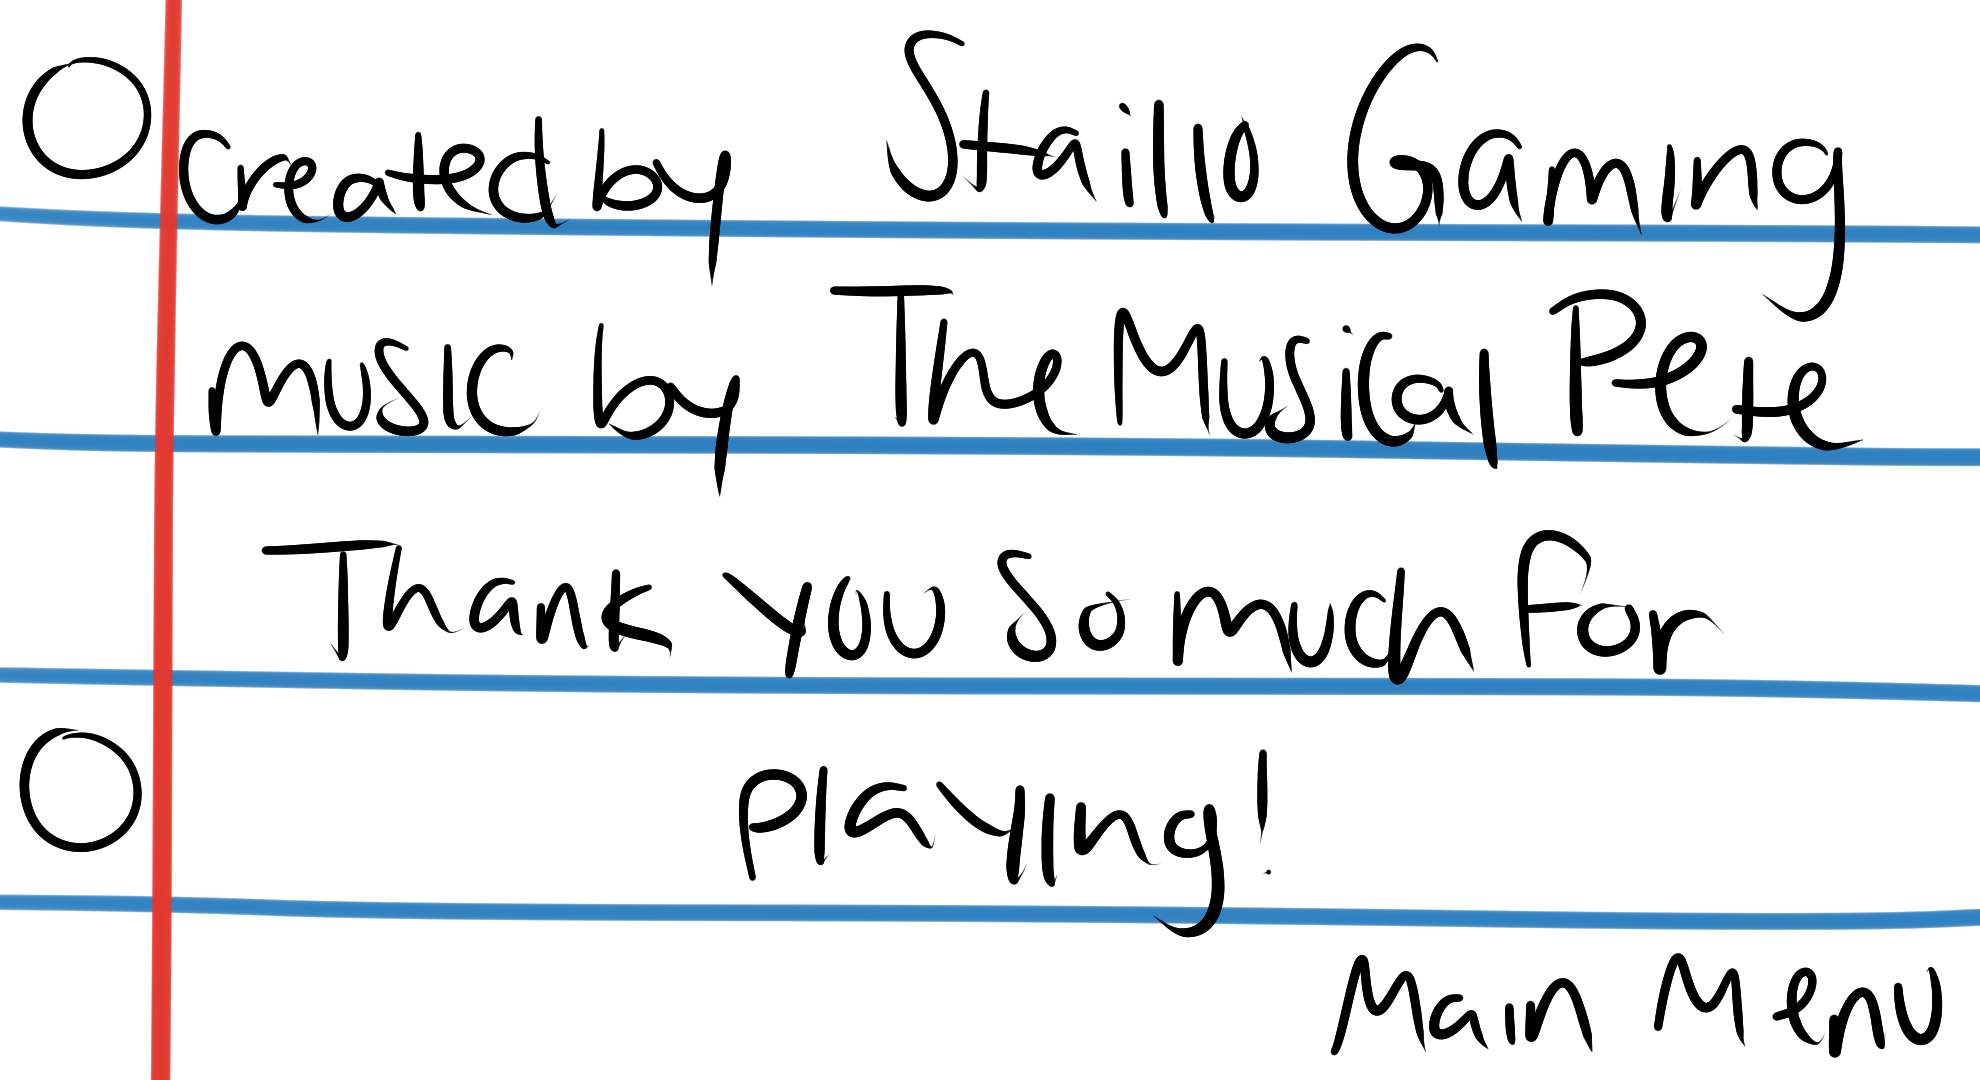 Created by Staillo Gaming
music by The Musical Pete
Thank you so much for
playing!
Main Menu